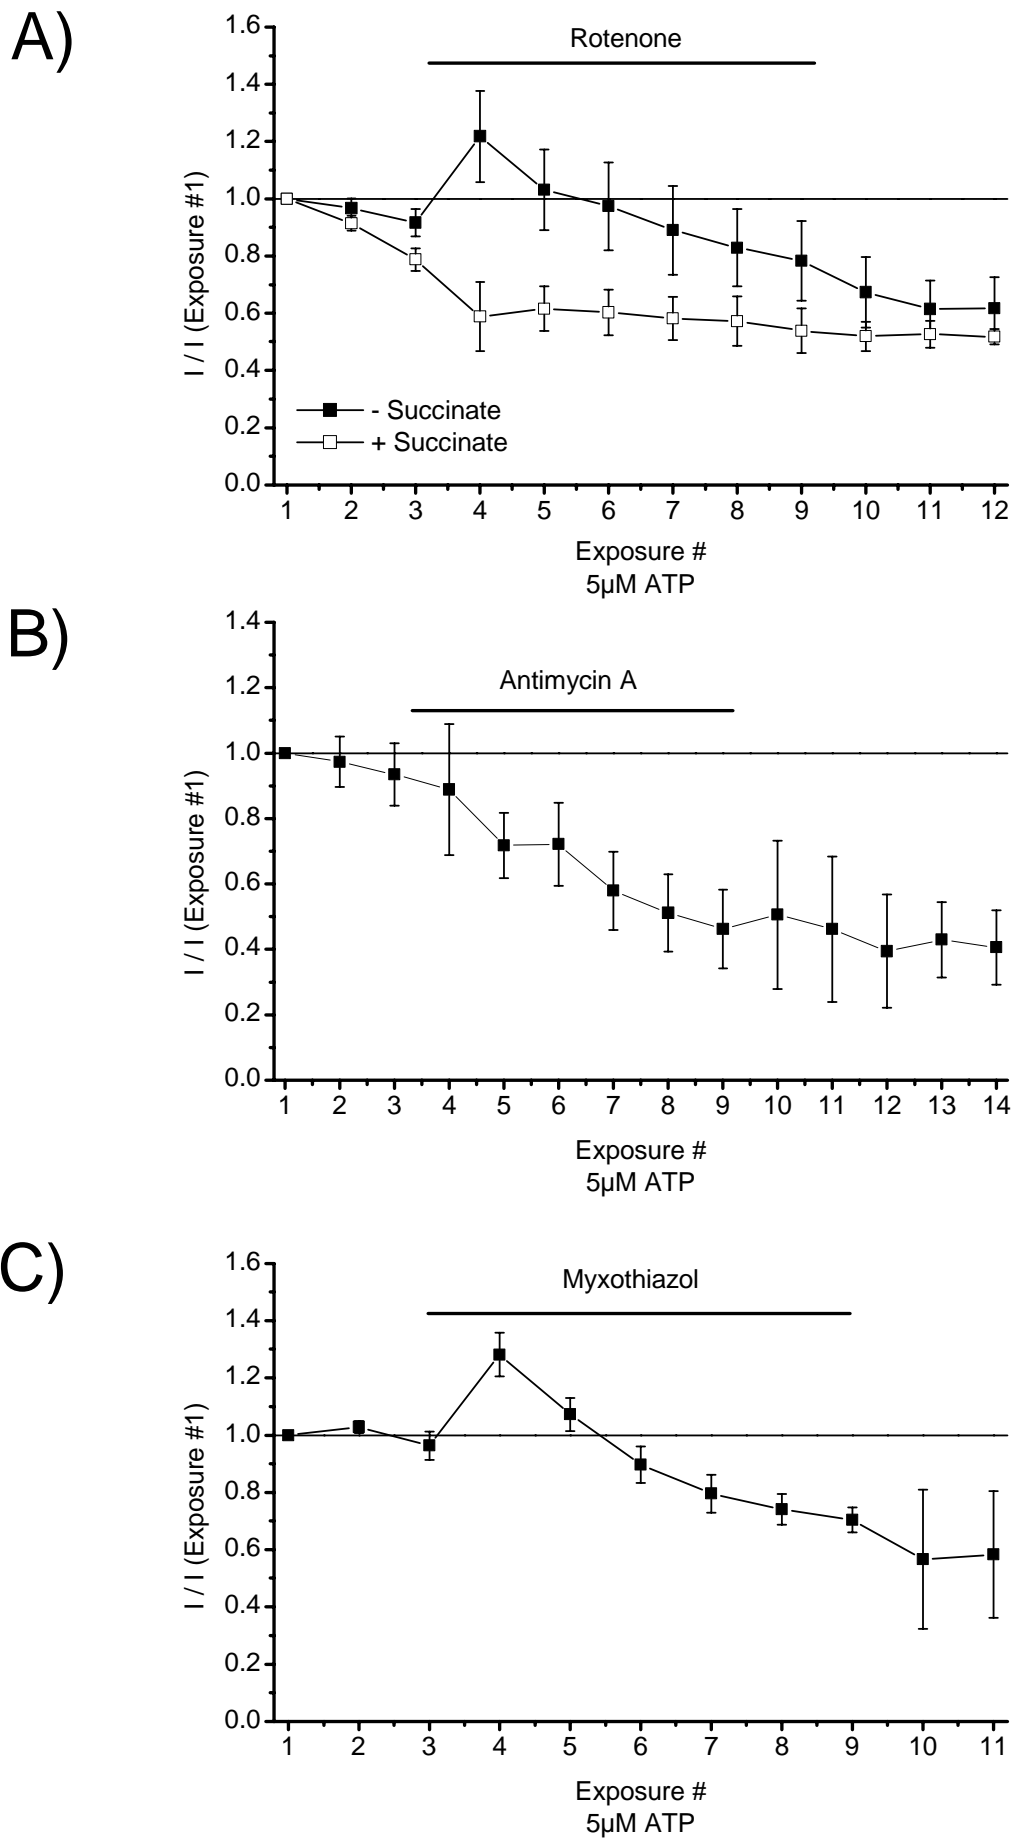 A)
Rotenone
1.6
1.4
1.2
1.0
0.8
0.6
0.4
0.2
0.0
I / I (Exposure #1)
- Succinate
+ Succinate
1 2 3 4 5 6 7 8 9 10 11 12
Exposure #
5µM ATP
B)
Antimycin A
1.4
1.2
1.0
0.8
0.6
0.4
0.2
0.0
I / I (Exposure #1)
1 2 3 4 5 6 7 8 9 10 11 12 13 14
Exposure #
5µM ATP
C)
Myxothiazol
1.6
1.4
1.2
1.0
0.8
0.6
0.4
0.2
0.0
I / I (Exposure #1)
1 2 3 4 5 6 7 8 9 10 11
Exposure #
5µM ATP